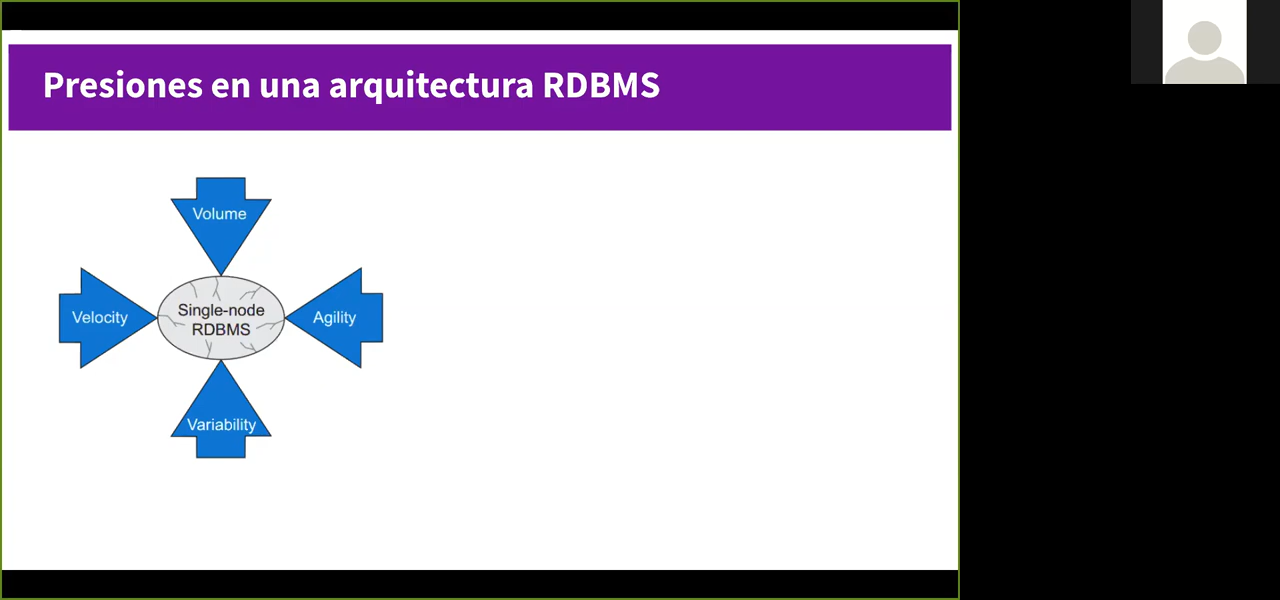 Presiones en una arquitectura RDBMS
Volume
Velocity
Single-node
RDBMS
Agility
Variability